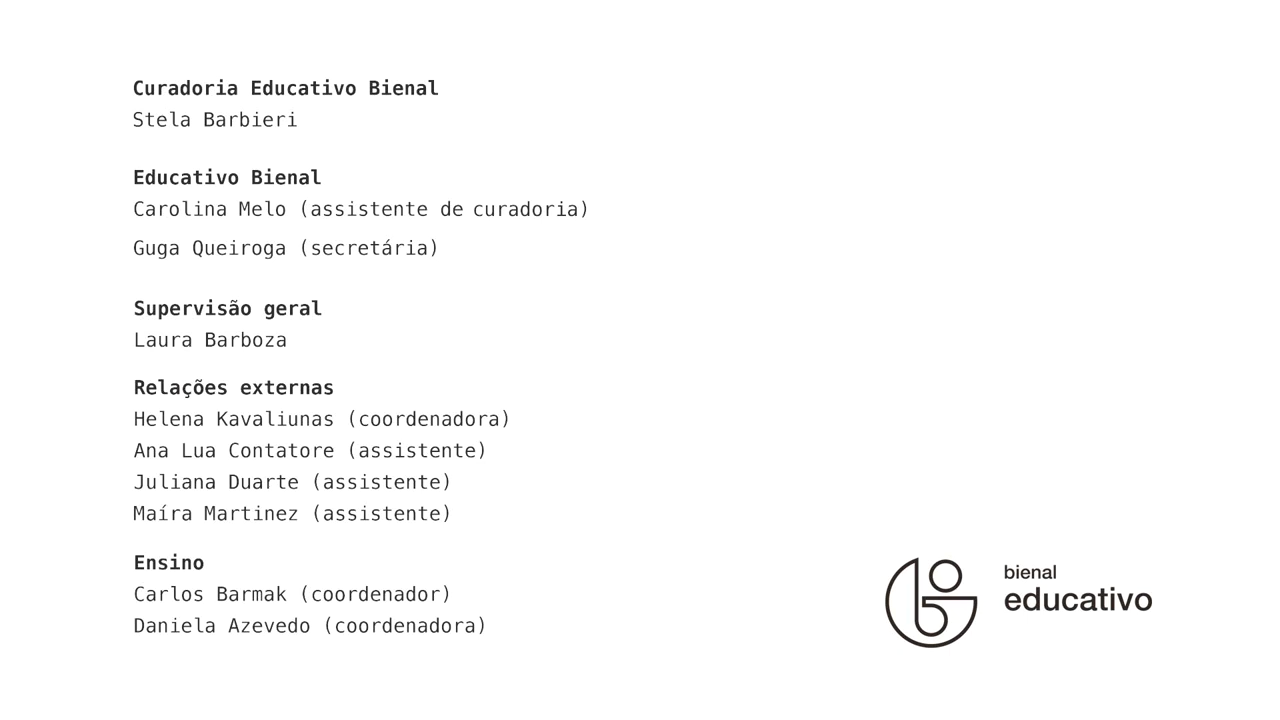 Curadoria Educativo Bienal
Stela Barbieri
Educativo Bienal
Carolina Melo (assistente de curadoria)
Guga Queiroga (secretária)
Supervisão geral
Laura Barboza
Relações externas
Helena Kavaliunas (coordenadora)
Ana Lua Contatore (assistente)
Juliana Duarte (assistente)
Maíra Martinez (assistente)
Ensino
Carlos Barmak (coordenador)
Daniela Azevedo (coordenadora)
bienal
educativo